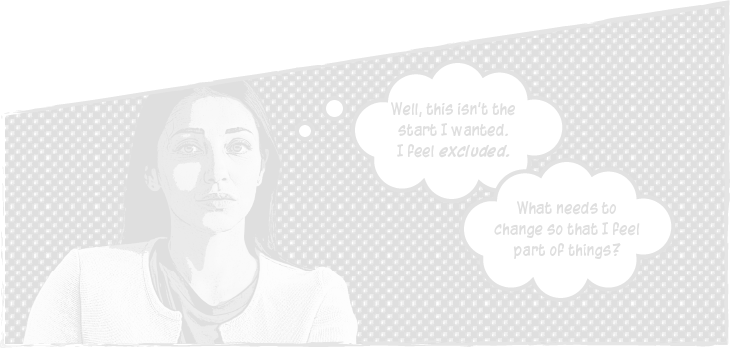 Well, this isn't the
start I wanted.
I feel excluded.
What needs to
change so that I feel
part of things?